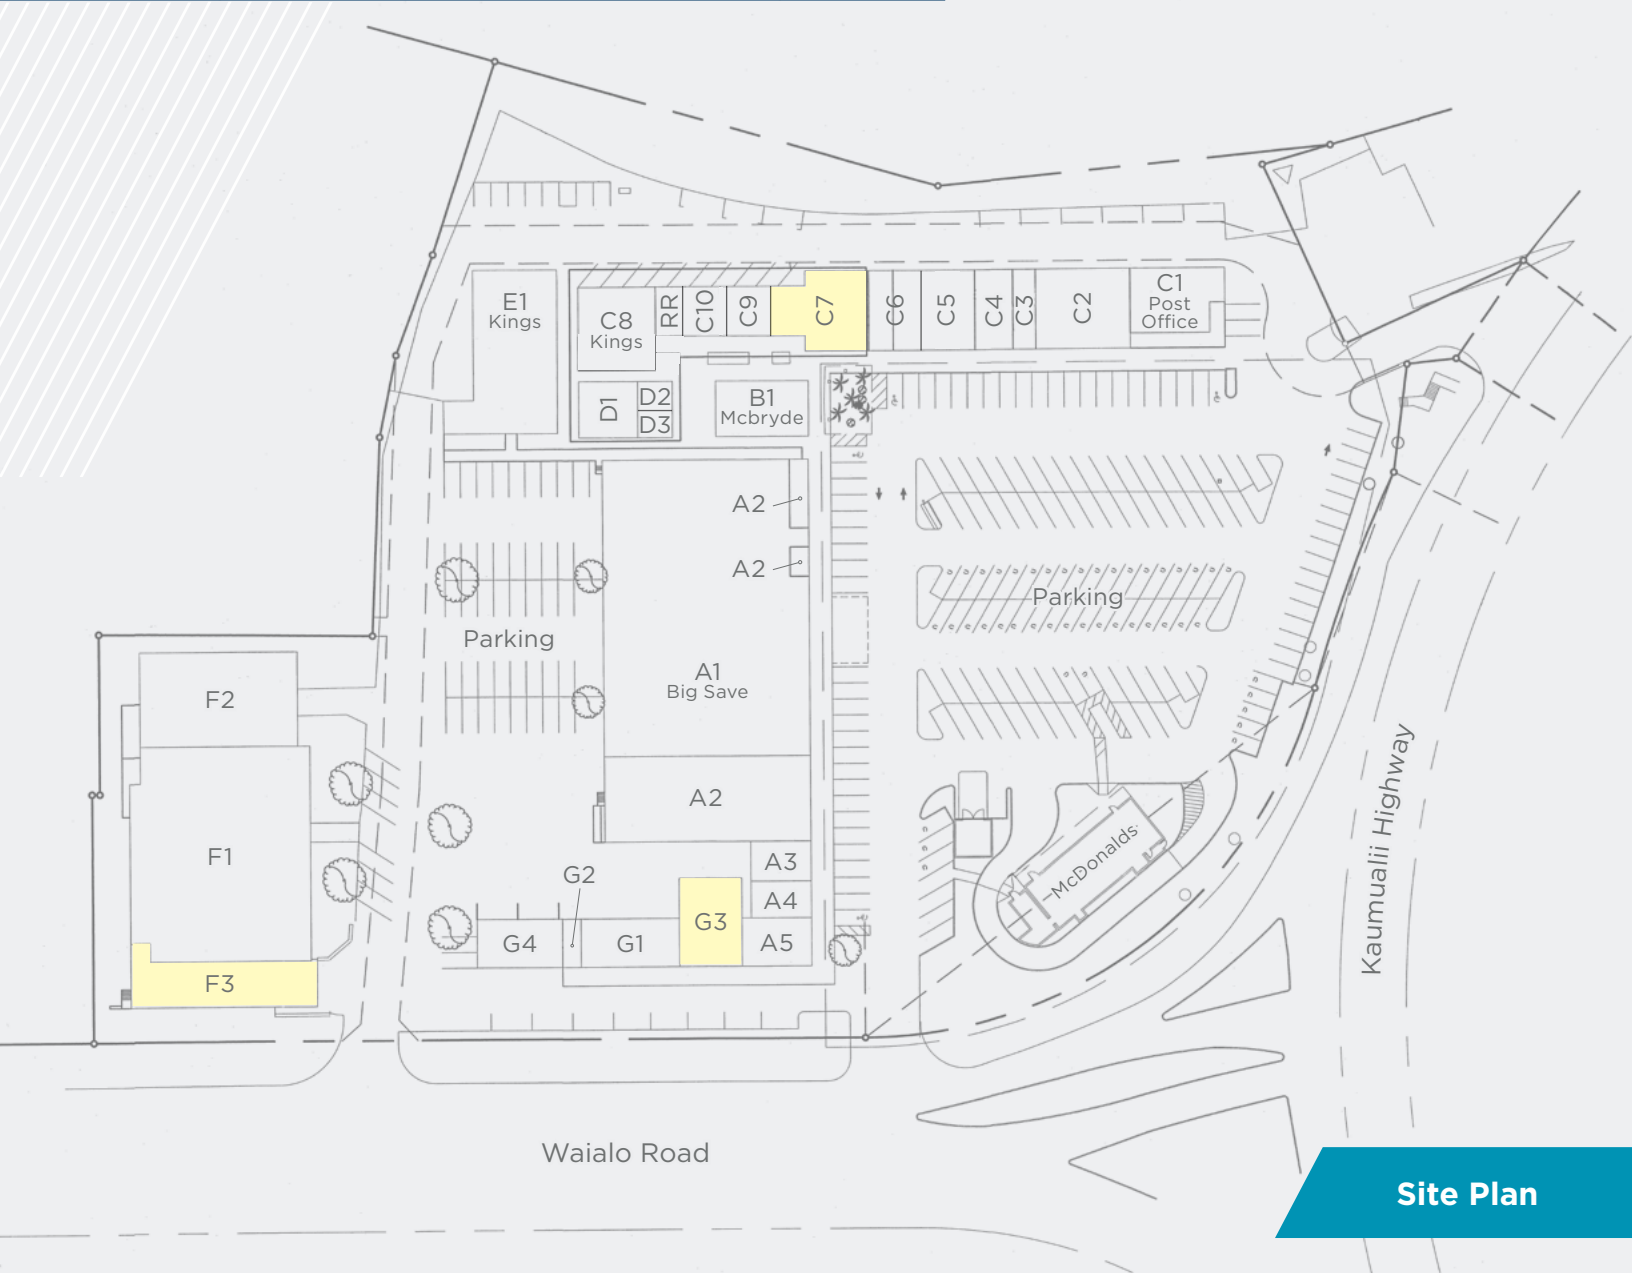 E1
Kings
C8
Kings
RR
C10
C9
C7
C6
C5
C4
C3
C2
C1
Post
Office
D1
D2
D3
B1
Mcbryde
A2
A2
Parking
Parking
A1
Big Save
F2
A2
F1
A3
G2
A4
G3
G4
G1
A5
F3
McDonalds
Kaumualii Highway
Waialo Road
Site Plan